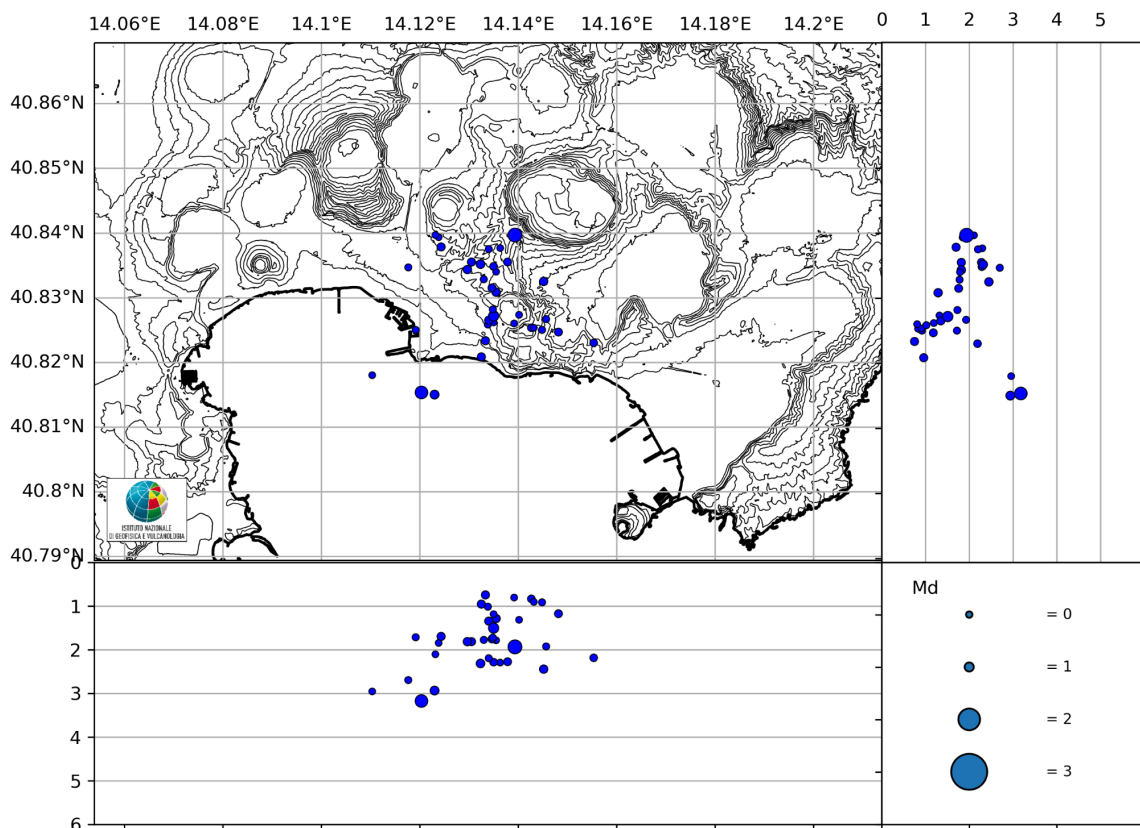 14.06°E 14.08°E 14.1°E 14.12°E 14.14°E 14.16°E 14.18°E 14.2°E 0 1 2 3 4 5
40.86°N
40.85°N
40.84°N
40.83°N
40.82°N
40.81°N
40.8°N
40.79°N
ISTITUTO NAZIONALE
DI GEOFISICA E VULCANOLOGIA
0
1
2
3
4
5
6
Md
= 0
= 1
= 2
= 3